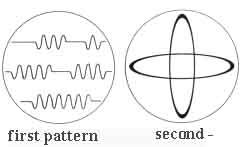 first pattern
second -